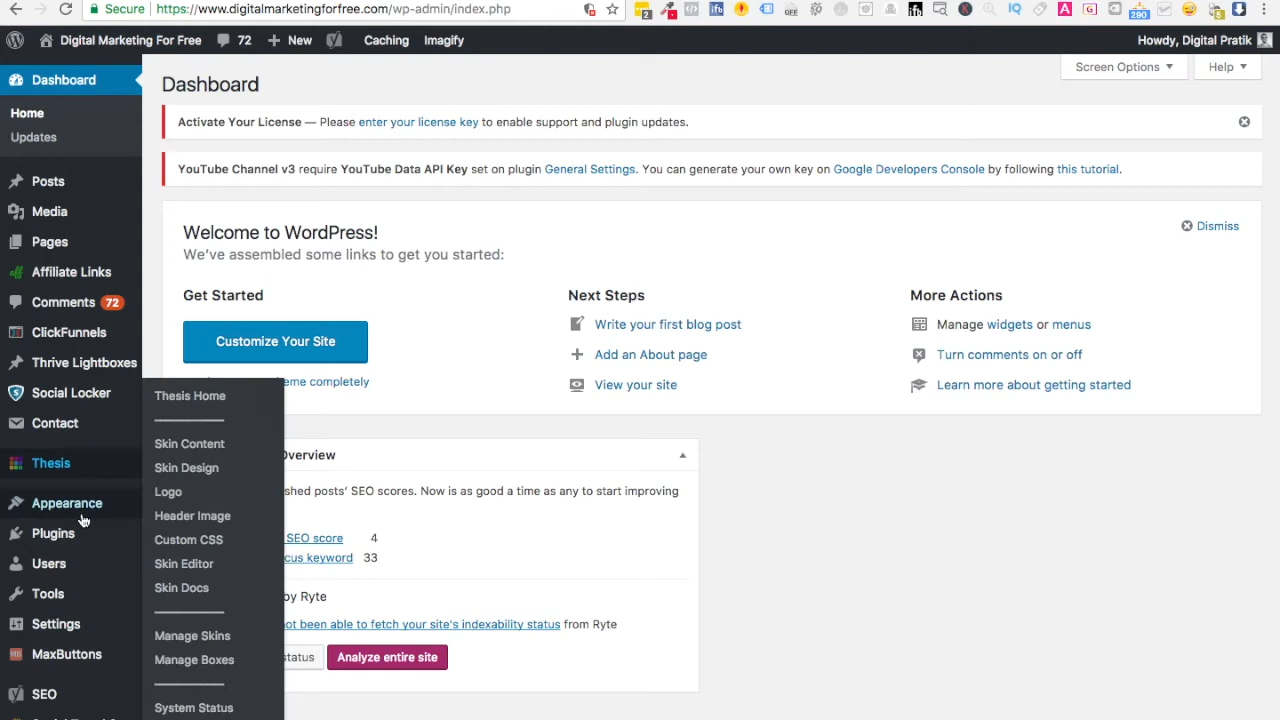 Secure
https://www.digitalmarketingforfree.com/wp-admin/index.php
Digital Marketing For Free
72
New
Caching
Imagify
Howdy, Digital Pratik
Dashboard
Home
Updates
Posts
Media
Pages
Affiliate Links
Comments 72
ClickFunnels
Thrive Lightboxes
Social Locker
Contact
Thesis
Appearance
Plugins
Users
Tools
Settings
MaxButtons
SEO
Thesis Home
Skin Content
Skin Design
Logo
Header Image
Custom CSS
Skin Editor
Skin Docs
Manage Skins
Manage Boxes
System Status
Screen Options
Help
Dashboard
Activate Your License — Please enter your license key to enable support and plugin updates.
YouTube Channel v3 require YouTube Data API Key set on plugin General Settings. You can generate your own key on Google Developers Console by following this tutorial.
Welcome to WordPress!
We've assembled some links to get you started:
Dismiss
Get Started
Customize Your Site
eme completely
Next Steps
Write your first blog post
Add an About page
View your site
More Actions
Manage widgets or menus
Turn comments on or off
Learn more about getting started
Overview
shed posts' SEO scores. Now is as good a time as any to start improving
SEO score 4
cus keyword 33
by Ryte
not been able to fetch your site's indexability status from Ryte
status
Analyze entire site